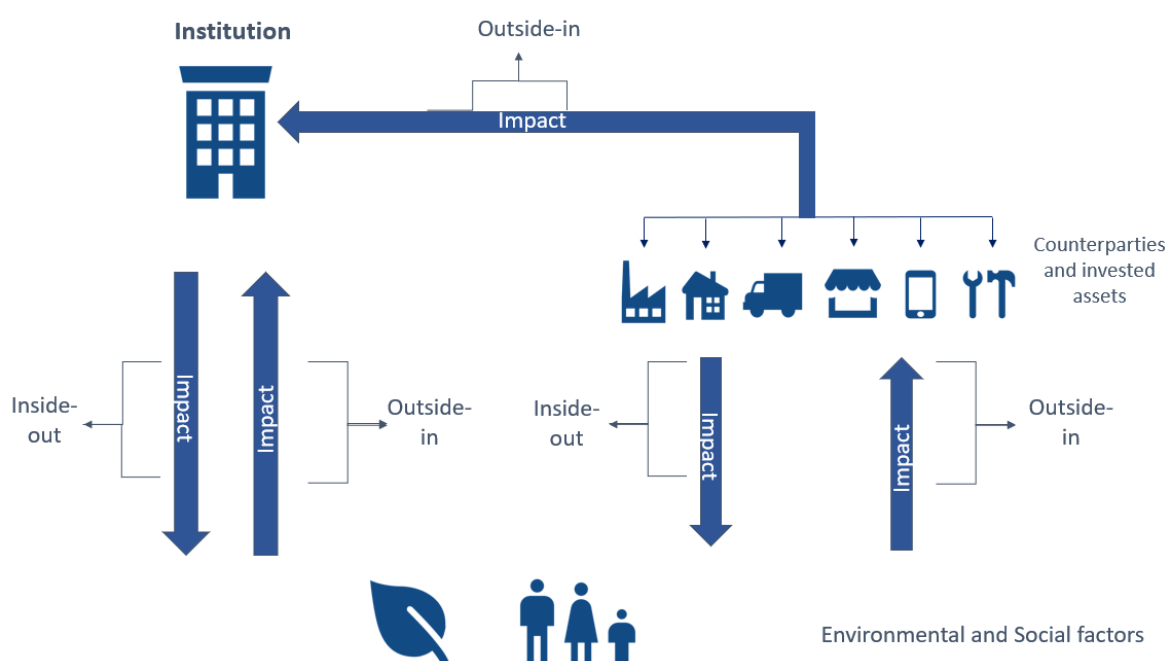 Institution
Outside-in
Impact
Counterparties
and invested
assets
Inside-
out
Impact
Impact
Outside-
in
Inside-
out
Impact
Impact
Outside-
in
Environmental and Social factors